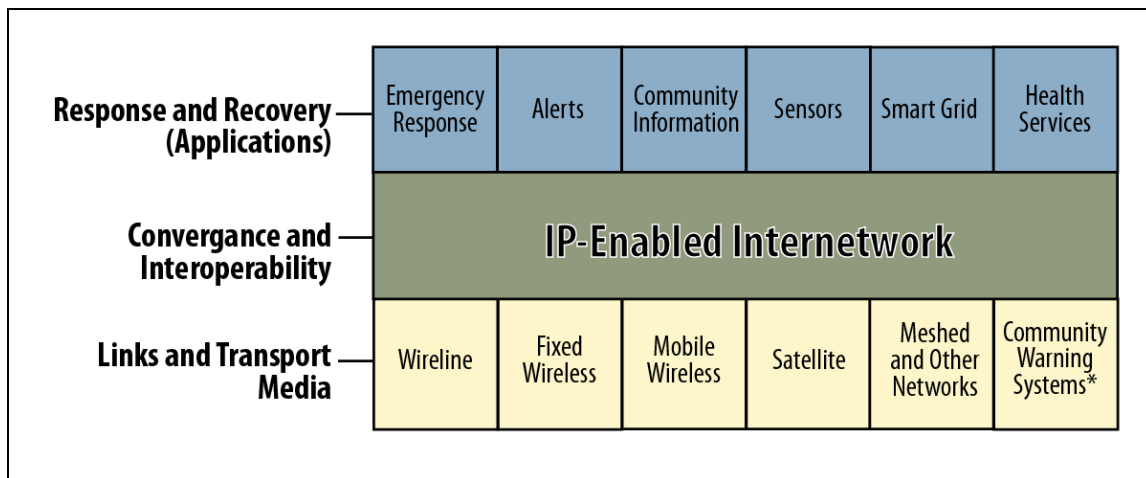 Response and Recovery
(Applications)
Emergency
Response
Alerts
Community
Information
Sensors
Smart Grid
Health
Services
Convergance and
Interoperability
IP-Enabled Internetwork
Links and Transport
Media
Wireline
Fixed
Wireless
Mobile
Wireless
Satellite
Meshed
and Other
Networks
Community
Warning
Systems*